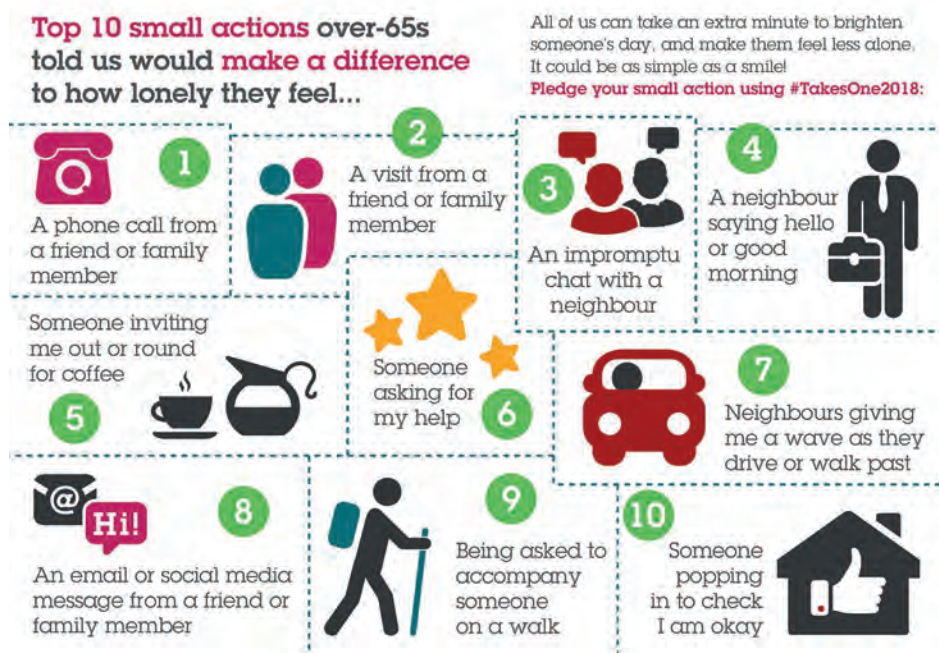 Top 10 small actions over-65s
told us would make a difference
to how lonely they feel...
All of us can take an extra minute to brighten
someone's day, and make them feel less alone.
It could be as simple as a smile!
Pledge your small action using #TakesOne2018:
1
A phone call from
a friend or family
member
2
A visit from a
friend or family
member
3
An impromptu
chat with a
neighbour
4
A neighbour
saying hello
or good
morning
Someone inviting
me out or round
for coffee
5
Someone
asking for
my help
6
7
Neighbours giving
me a wave as they
drive or walk past
@
Hi!
8
An email or social media
message from a friend or
family member
9
Being asked to
accompany
someone
on a walk
10
Someone
popping
in to check
I am okay